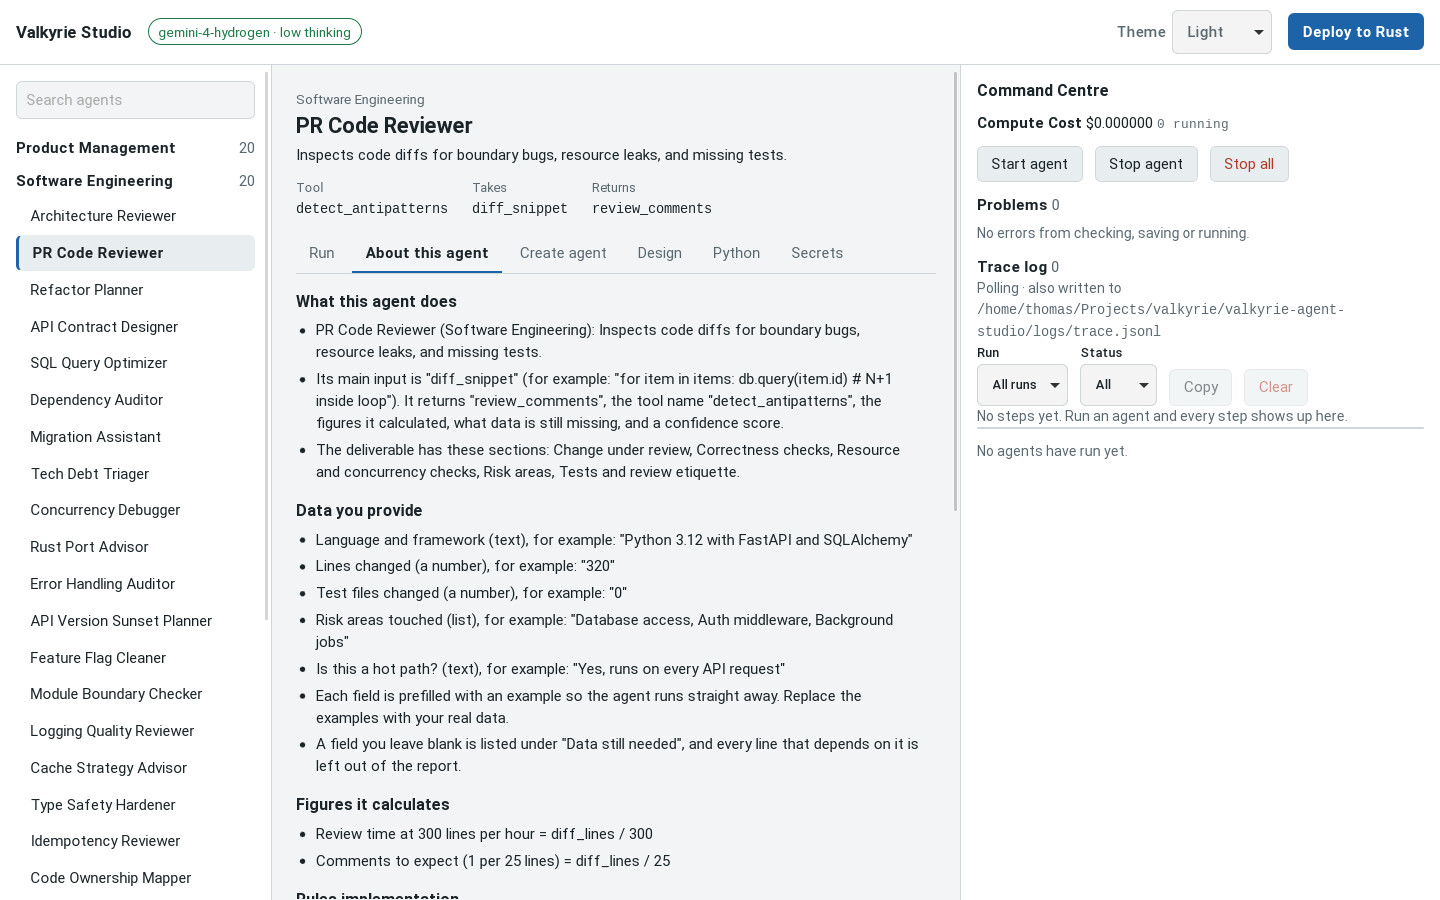 Valkyrie Studio
gemini-4-hydrogen · low thinking
Theme
Light
Deploy to Rust
Search agents
Product Management 20
Software Engineering 20
Architecture Reviewer
PR Code Reviewer
Refactor Planner
API Contract Designer
SQL Query Optimizer
Dependency Auditor
Migration Assistant
Tech Debt Triager
Concurrency Debugger
Rust Port Advisor
Error Handling Auditor
API Version Sunset Planner
Feature Flag Cleaner
Module Boundary Checker
Logging Quality Reviewer
Cache Strategy Advisor
Type Safety Hardener
Idempotency Reviewer
Code Ownership Mapper
Software Engineering
PR Code Reviewer
Inspects code diffs for boundary bugs, resource leaks, and missing tests.
Tool Takes Returns
detect_antipatterns diff_snippet review_comments
Run About this agent Create agent Design Python Secrets
What this agent does
PR Code Reviewer (Software Engineering): Inspects code diffs for boundary bugs,
resource leaks, and missing tests.
Its main input is "diff_snippet" (for example: "for item in items: db.query(item.id) # N+1
inside loop"). It returns "review_comments", the tool name "detect_antipatterns", the
figures it calculated, what data is still missing, and a confidence score.
The deliverable has these sections: Change under review, Correctness checks, Resource
and concurrency checks, Risk areas, Tests and review etiquette.
Data you provide
Language and framework (text), for example: "Python 3.12 with FastAPI and SQLAlchemy"
Lines changed (a number), for example: "320"
Test files changed (a number), for example: "0"
Risk areas touched (list), for example: "Database access, Auth middleware, Background
jobs"
Is this a hot path? (text), for example: "Yes, runs on every API request"
Each field is prefilled with an example so the agent runs straight away. Replace the
examples with your real data.
A field you leave blank is listed under "Data still needed", and every line that depends on it is
left out of the report.
Figures it calculates
Review time at 300 lines per hour = diff_lines / 300
Comments to expect (1 per 25 lines) = diff_lines / 25
Rules implementation
Command Centre
Compute Cost $0.000000 0 running
Start agent Stop agent Stop all
Problems 0
No errors from checking, saving or running.
Trace log 0
Polling · also written to
/home/thomas/Projects/valkyrie/valkyrie-agent-
studio/logs/trace.jsonl
Run Status
All runs All Copy Clear
No steps yet. Run an agent and every step shows up here.
No agents have run yet.